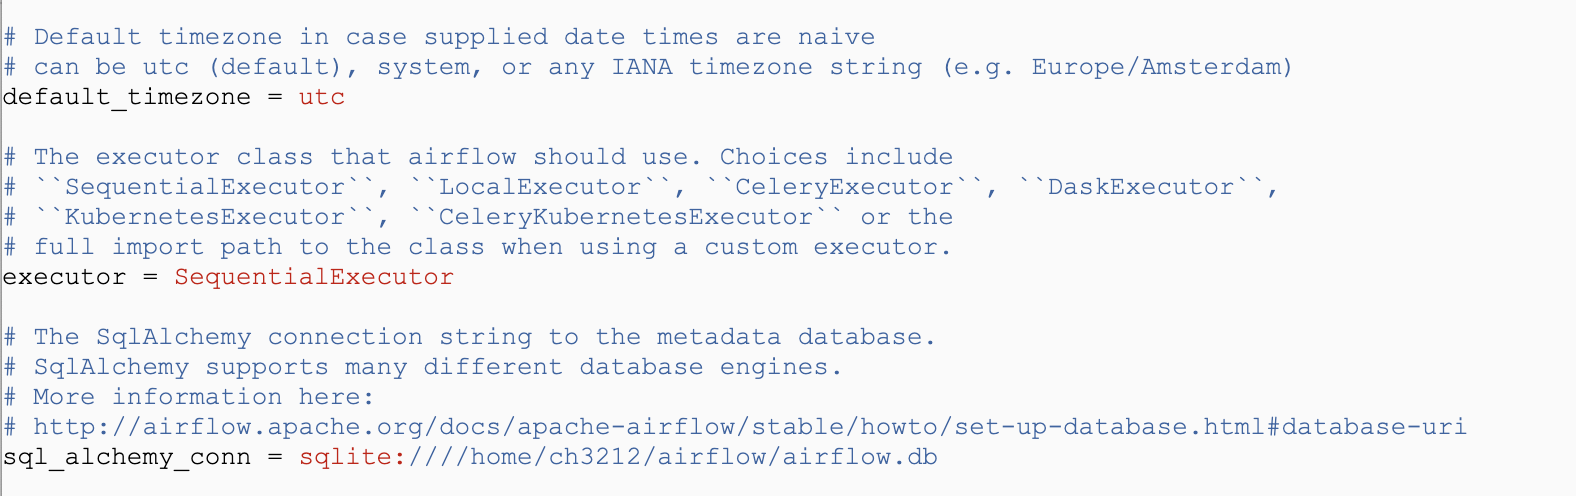 # Default timezone in case supplied date times are naive
# can be utc (default), system, or any IANA timezone string (e.g. Europe/Amsterdam)
default_timezone = utc
# The executor class that airflow should use. Choices include
# ``SequentialExecutor``, ``LocalExecutor``, ``CeleryExecutor``, ``DaskExecutor``,
# ``KubernetesExecutor``, ``CeleryKubernetesExecutor`` or the
# full import path to the class when using a custom executor.
executor = SequentialExecutor
# The SqlAlchemy connection string to the metadata database.
# SqlAlchemy supports many different database engines.
# More information here:
# http://airflow.apache.org/docs/apache-airflow/stable/howto/set-up-database.html#database-uri
sql_alchemy_conn = sqlite:////home/ch3212/airflow/airflow.db